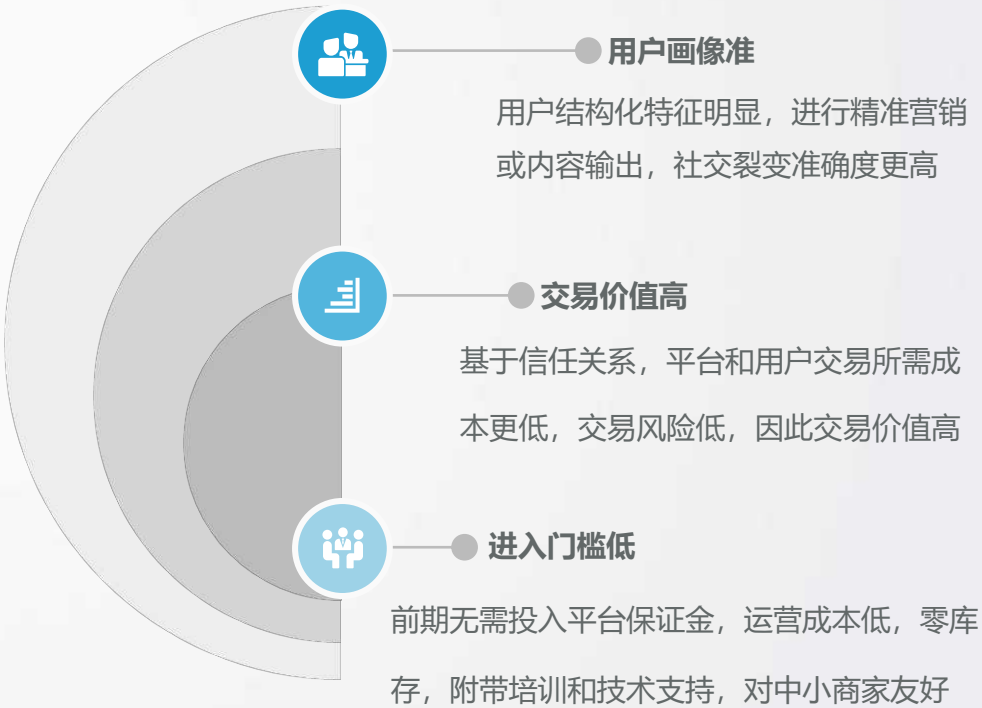 用户画像准
用户结构化特征明显，进行精准营销
或内容输出，社交裂变准确度更高
交易价值高
基于信任关系，平台和用户交易所需成
本更低，交易风险低，因此交易价值高
进入门槛低
前期无需投入平台保证金，运营成本低，零库
存，附带培训和技术支持，对中小商家友好